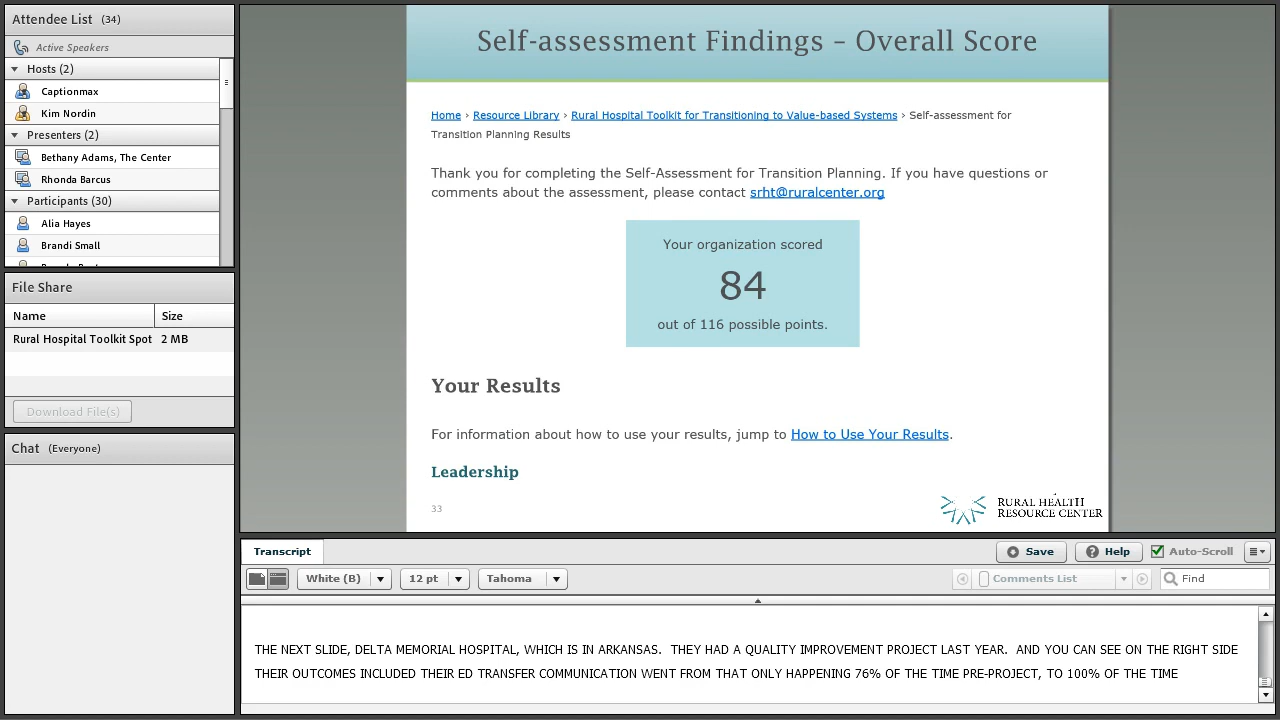 Attendee List (34)
Active Speakers
Hosts (2)
Captionmax
Kim Nordin
Presenters (2)
Bethany Adams, The Center
Rhonda Barcus
Participants (30)
Alia Hayes
Brandi Small
File Share
Name Size
Rural Hospital Toolkit Spot 2 MB
Download File(s)
Chat (Everyone)
Self-assessment Findings – Overall Score
Home › Resource Library › Rural Hospital Toolkit for Transitioning to Value-based Systems › Self-assessment for
Transition Planning Results
Thank you for completing the Self-Assessment for Transition Planning. If you have questions or
comments about the assessment, please contact srht@ruralcenter.org
Your organization scored
84
out of 116 possible points.
Your Results
For information about how to use your results, jump to How to Use Your Results.
Leadership
33
RURAL HEALTH
RESOURCE CENTER
Transcript
Save
Help
Auto-Scroll
White (B)
12 pt
Tahoma
Comments List
Find
THE NEXT SLIDE, DELTA MEMORIAL HOSPITAL, WHICH IS IN ARKANSAS.  THEY HAD A QUALITY IMPROVEMENT PROJECT LAST YEAR.  AND YOU CAN SEE ON THE RIGHT SIDE
THEIR OUTCOMES INCLUDED THEIR ED TRANSFER COMMUNICATION WENT FROM THAT ONLY HAPPENING 76% OF THE TIME PRE-PROJECT, TO 100% OF THE TIME